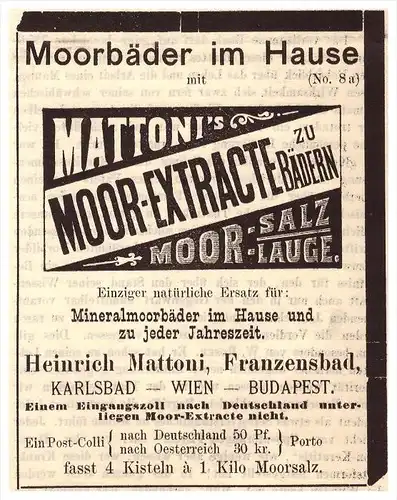 Moorbäder im Hause
mit
(No. 8a)
MATTONI's
MOOR-EXTRACTE
ZU
BÄDERN
MOOR-SALZ
-LAUGE.
Einziger natürliche Ersatz für:
Mineralmoorbäder im Hause und
zu jeder Jahreszeit.
Heinrich Mattoni, Franzensbad,
KARLSBAD — WIEN — BUDAPEST.
Einem Eingangszoll nach Deutschland unter-
liegen Moor-Extracte nicht.
Ein Post-Colli { nach Deutschland 50 Pf. } Porto
nach Oesterreich 30 kr.
fasst 4 Kisteln à 1 Kilo Moorsalz.